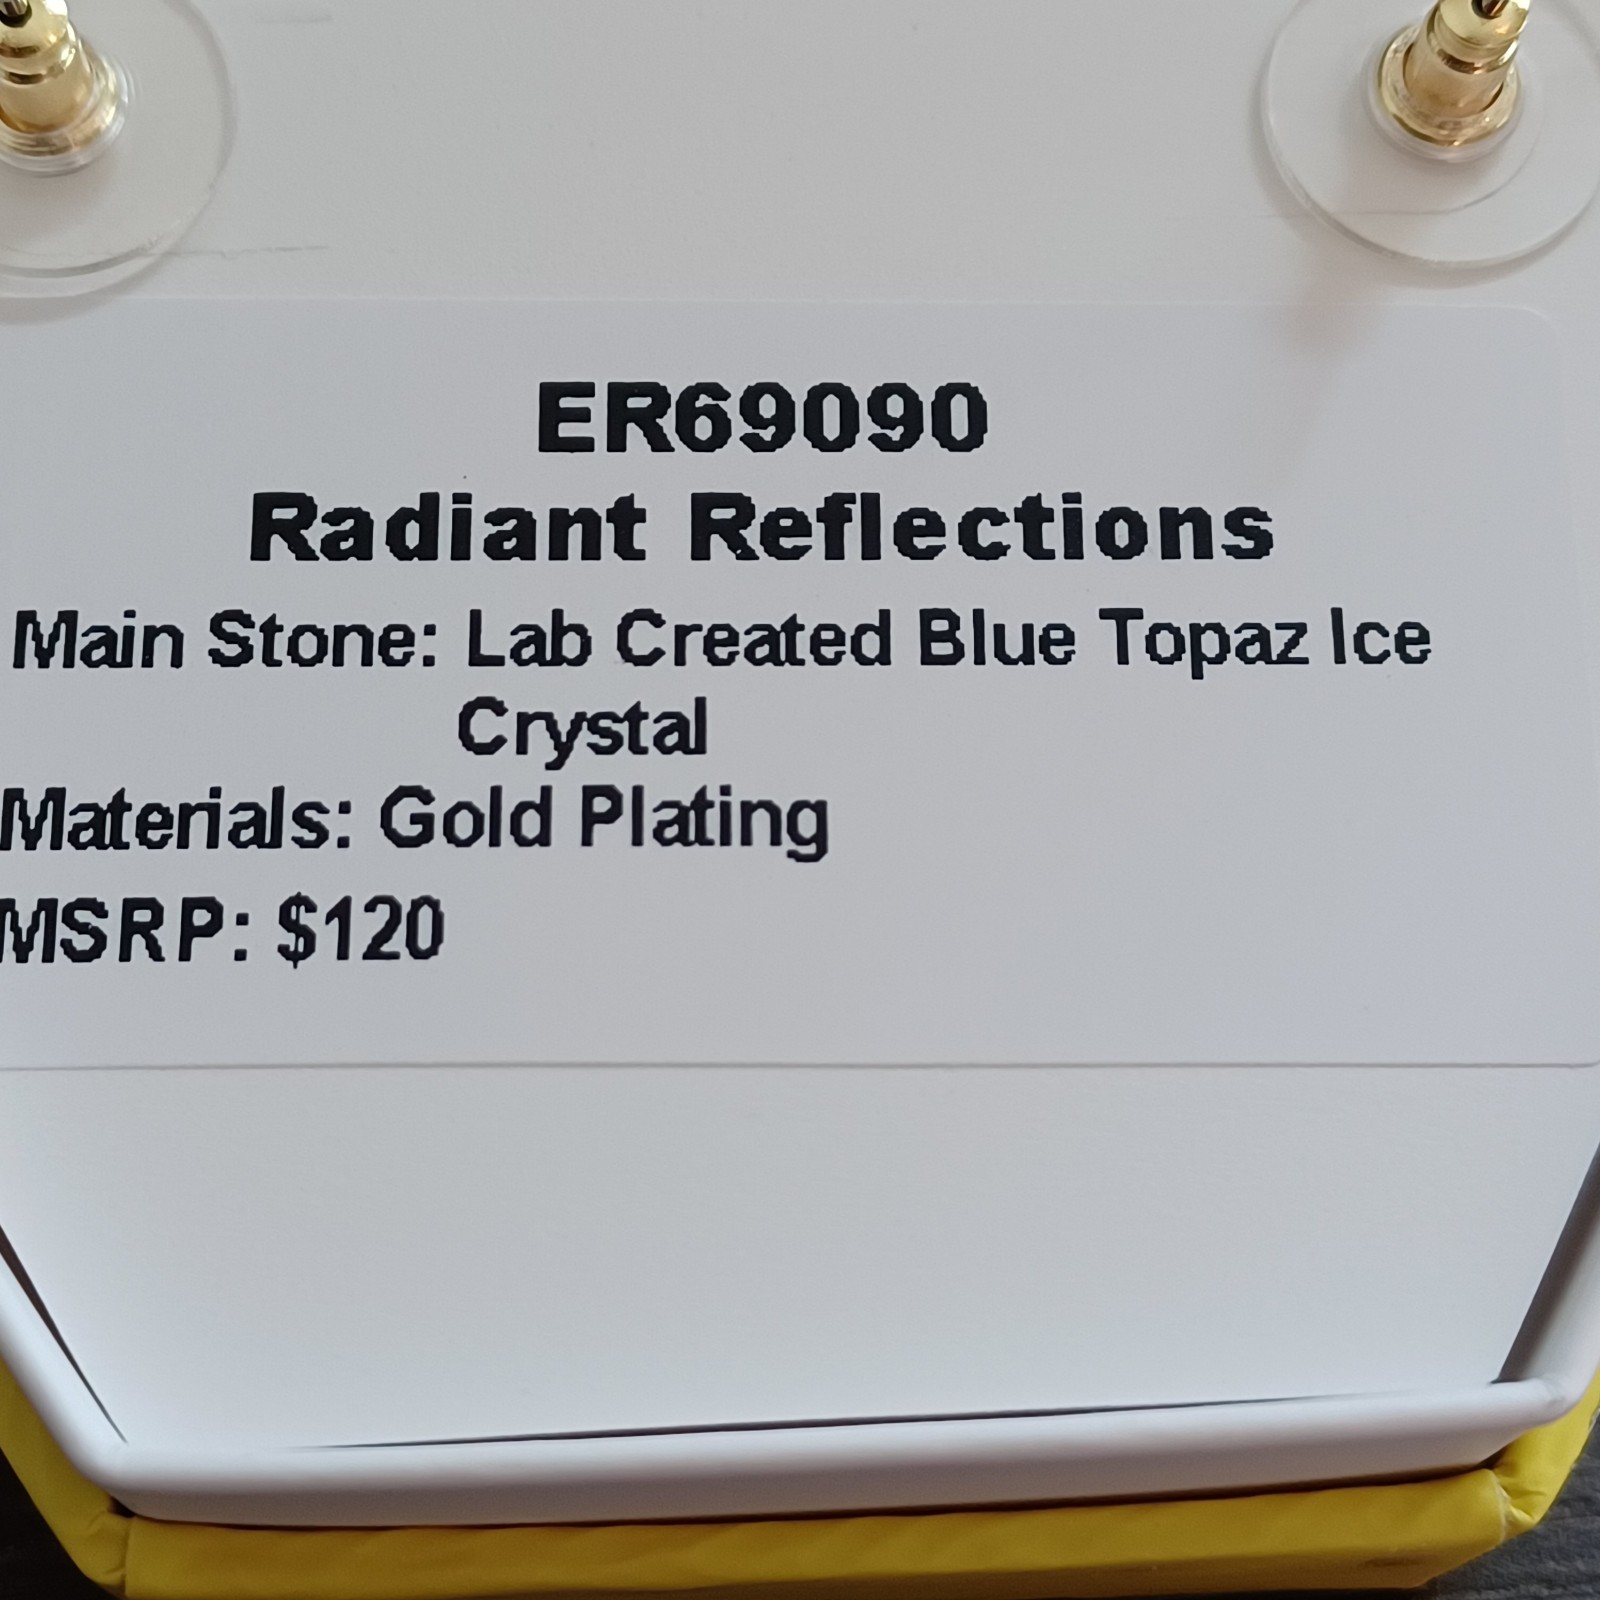 ER69090
Radiant Reflections
Main Stone: Lab Created Blue Topaz Ice
Crystal
Materials: Gold Plating
MSRP: $120